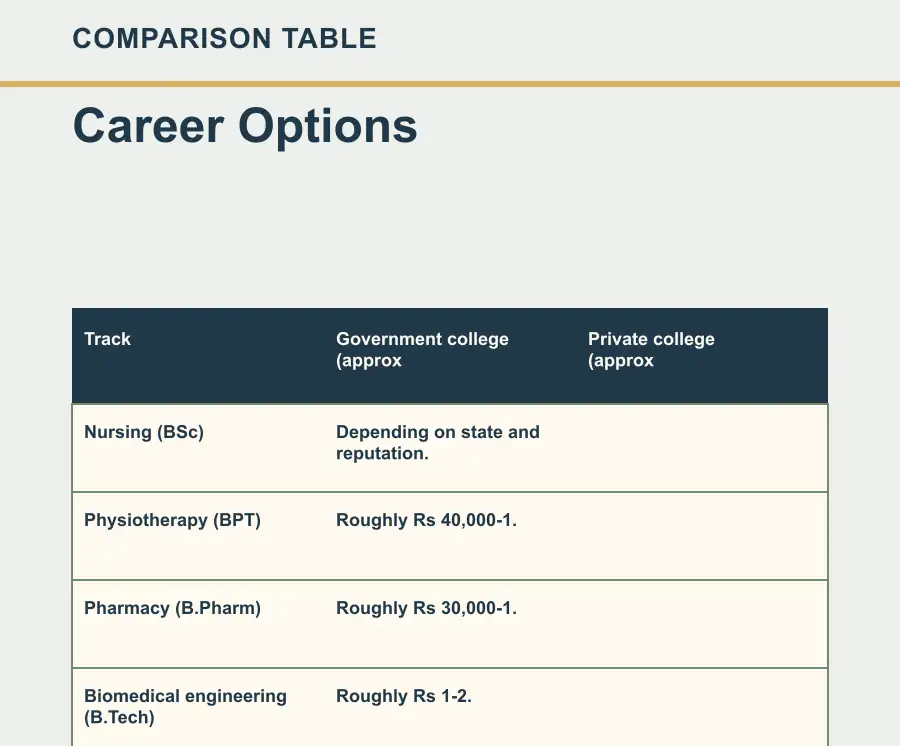 COMPARISON TABLE
Career Options
Track
Government college
(approx
Private college
(approx
Nursing (BSc)
Depending on state and
reputation.
Physiotherapy (BPT)
Roughly Rs 40,000-1.
Pharmacy (B.Pharm)
Roughly Rs 30,000-1.
Biomedical engineering
(B.Tech)
Roughly Rs 1-2.